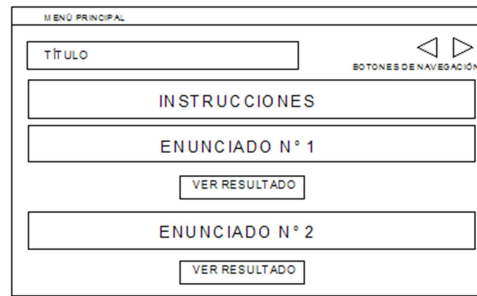 MENÚ PRINCIPAL
TÍTULO
BOTONES DE NAVEGACIÓN
INSTRUCCIONES
ENUNCIADO N° 1
VER RESULTADO
ENUNCIADO N° 2
VER RESULTADO